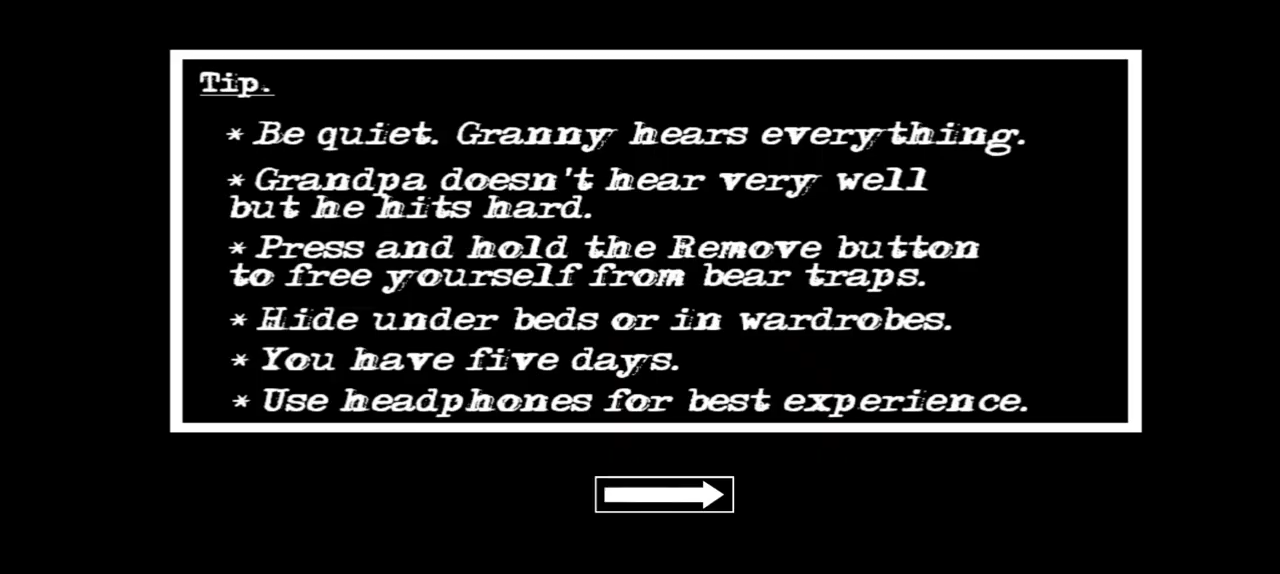 Tip.
* Be quiet. Granny hears everything.
* Grandpa doesn't hear very well
but he hits hard.
* Press and hold the Remove button
to free yourself from bear traps.
* Hide under beds or in wardrobes.
* You have five days.
* Use headphones for best experience.